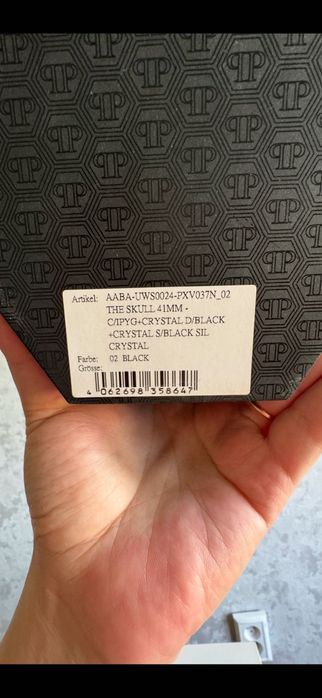 Artikel: AABA-UWS0024-PXV037N_02
THE SKULL 41MM -
C/IPYG+CRYSTAL D/BLACK
+CRYSTAL S/BLACK SIL
CRYSTAL
Farbe: 02 BLACK
Grösse:
4 062698 358647